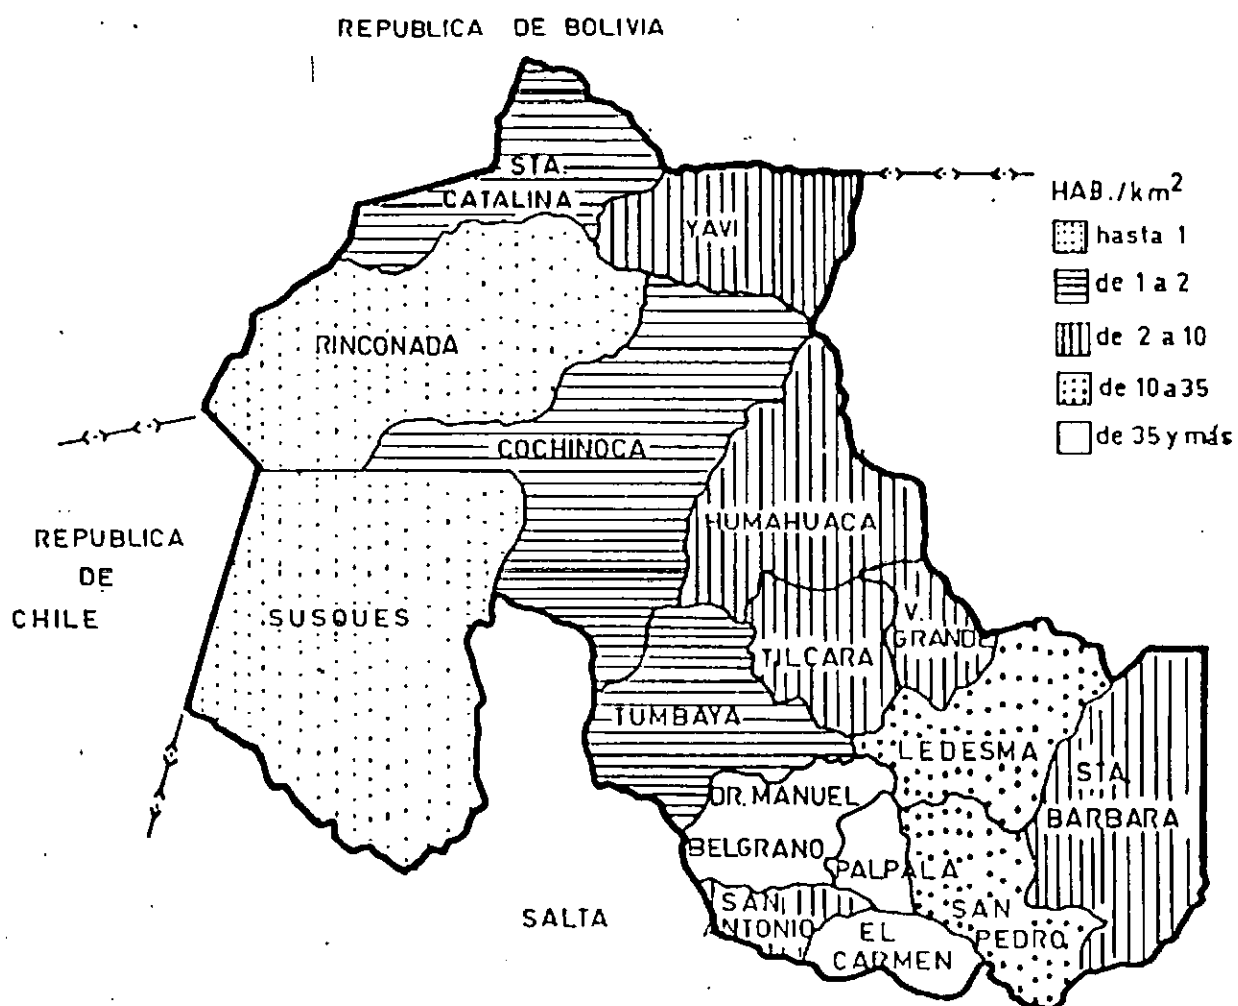 REPUBLICA DE BOLIVIA
STA.
CATALINA
YAVI
HAB./km²
hasta 1
de 1 a 2
de 2 a 10
de 10 a 35
de 35 y más
RINCONADA
COCHINOCA
HUMAHUACA
REPUBLICA
DE
CHILE
SUSQUES
V.
GRANDE
TILCARA
TUMBAYA
LEDESMA
STA.
BARBARA
DR. MANUEL
BELGRANO
PALPALA
SAN
ANTONIO
SALTA
EL
CARMEN
SAN
PEDRO